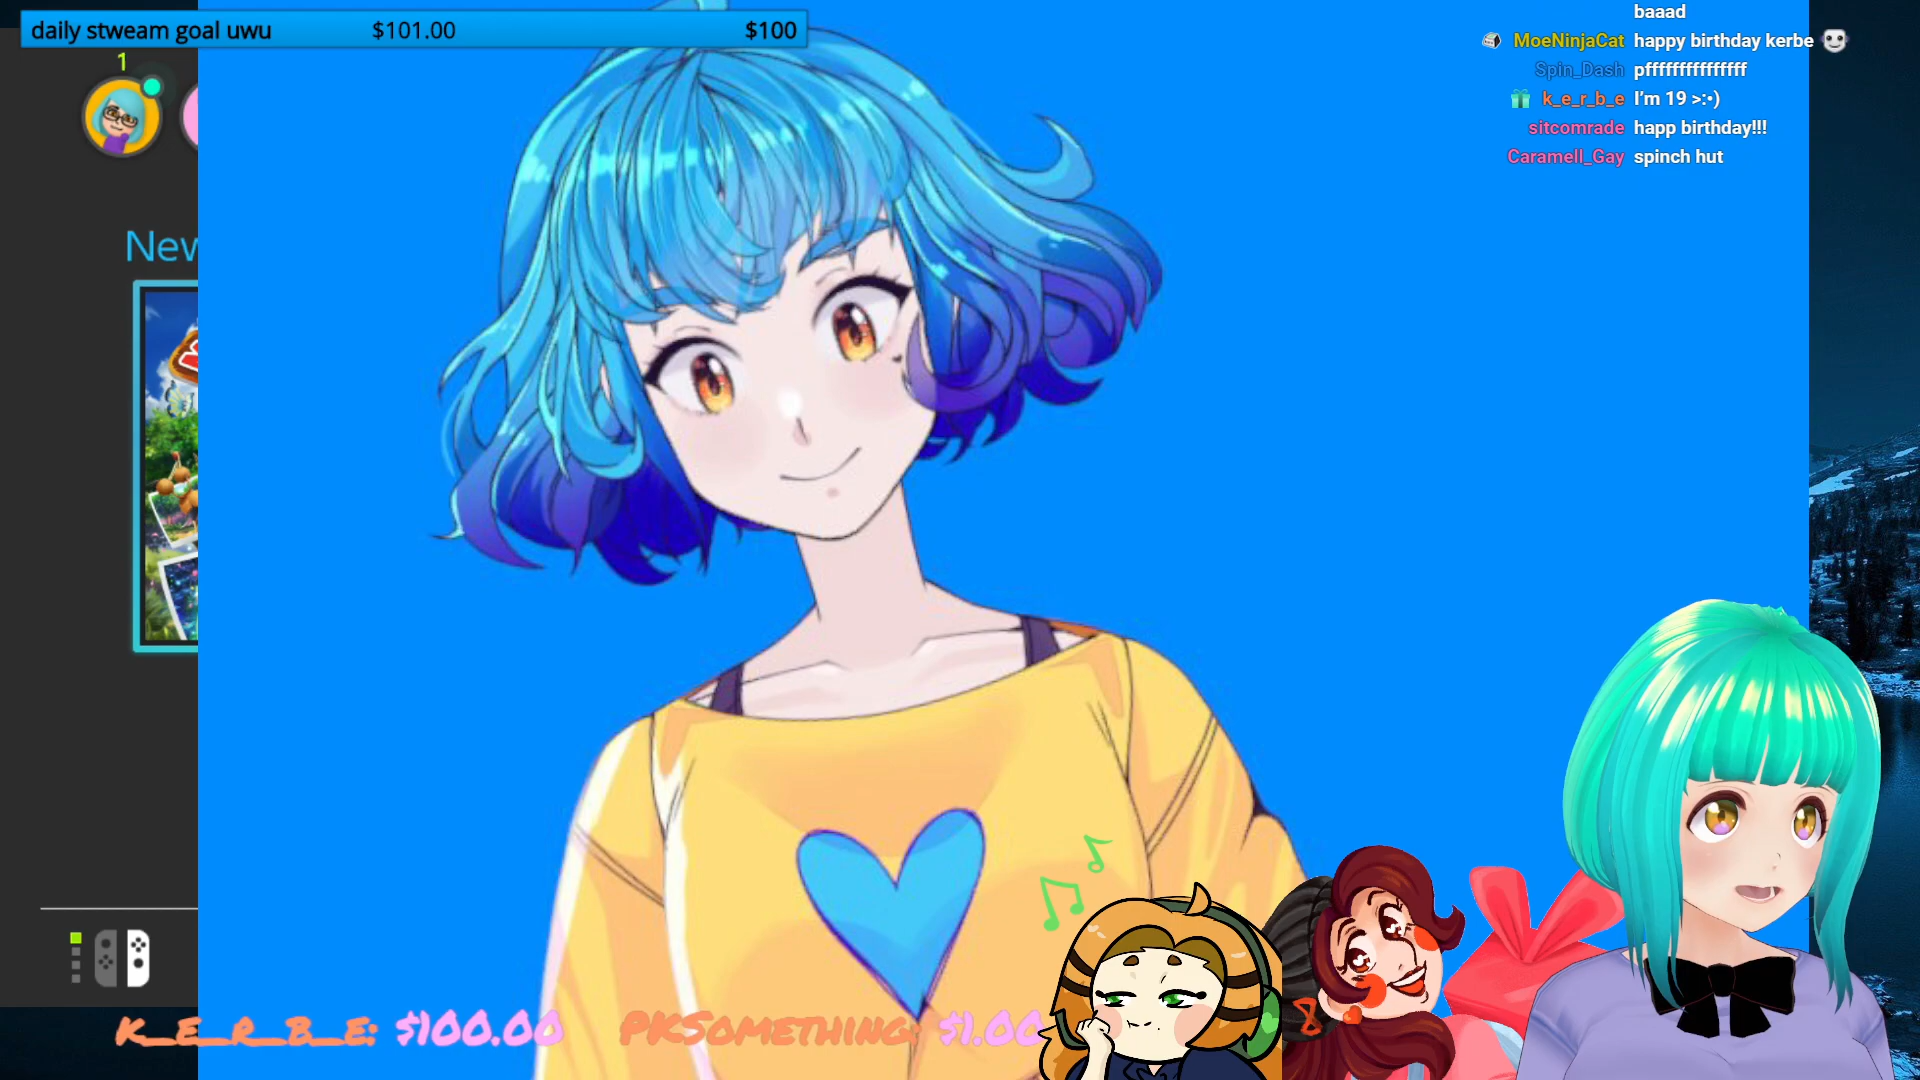 daily stweam goal uwu $101.00 $100
1
New
baaad
MoeNinjaCat happy birthday kerbe
Spin_Dash pfffffffffffffff
k_e_r_b_e I'm 19 >:•)
sitcomrade happ birthday!!!
Caramell_Gay spinch hut
K_E_R_B_E: $100.00 PKSomething: $1.00